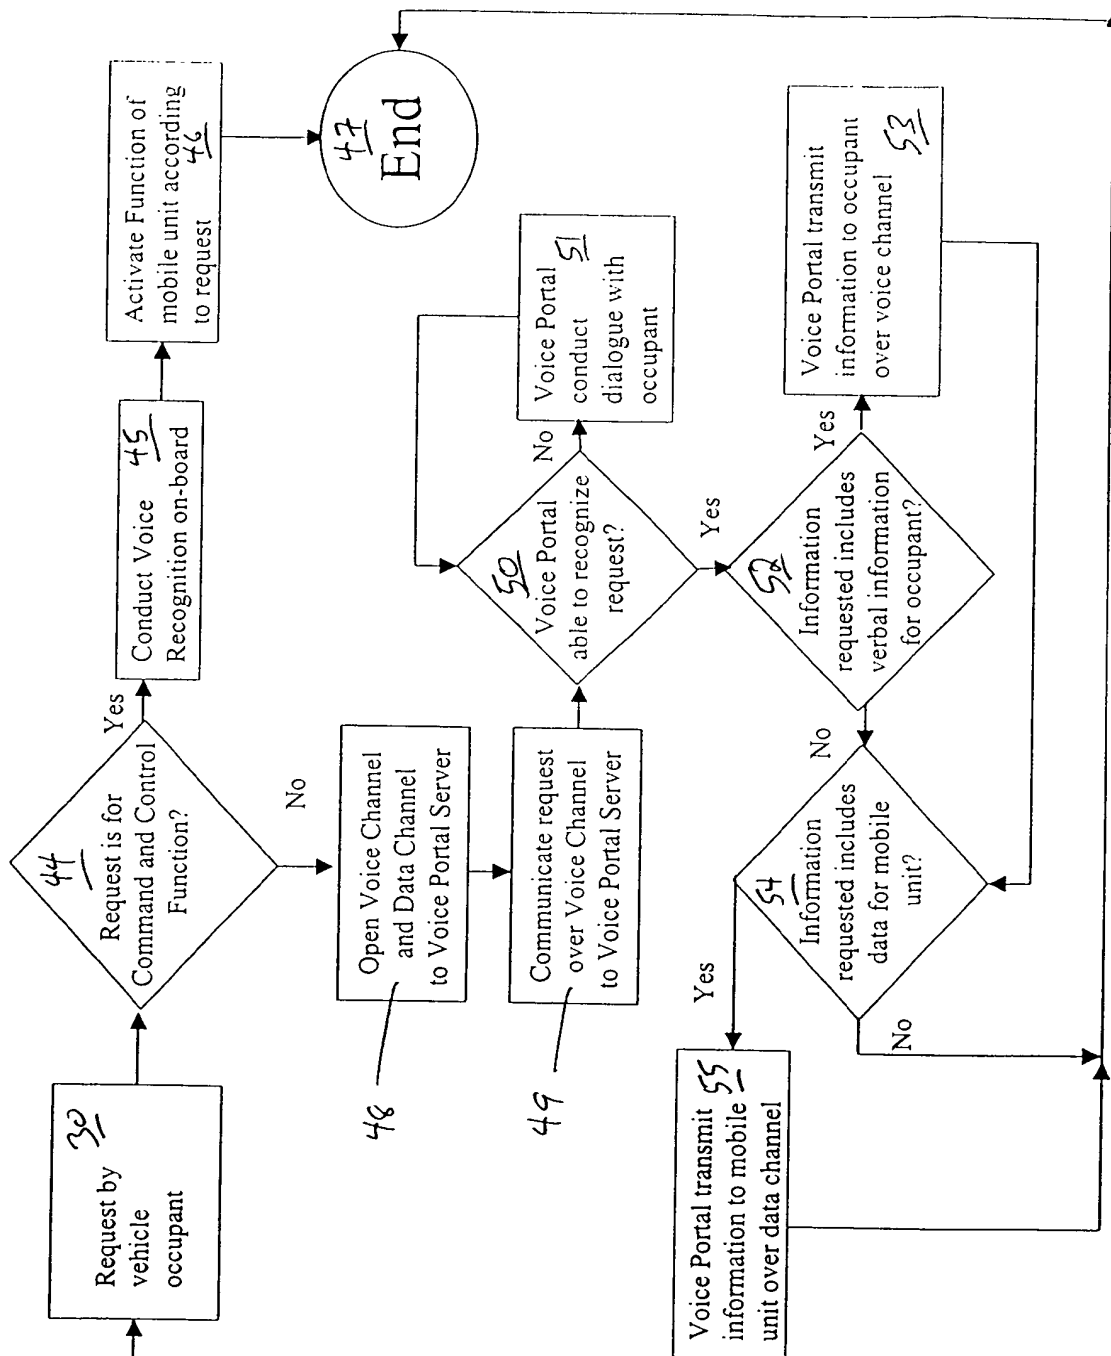 30
Request by
vehicle
occupant
44
Request is for
Command and Control
Function?
Yes
No
Conduct Voice 45
Recognition on-board
Activate Function of
mobile unit according
to request 46
47
End
Open Voice Channel
and Data Channel
to Voice Portal Server
48
Communicate request
over Voice Channel
to Voice Portal Server
49
50
Voice Portal
able to recognize
request?
No
Yes
Voice Portal
conduct 51
dialogue with
occupant
52
Information
requested includes
verbal information
for occupant?
Yes
No
Voice Portal transmit
information to occupant
over voice channel 53
54
Information
requested includes
data for mobile
unit?
Yes
No
Voice Portal transmit 55
information to mobile
unit over data channel